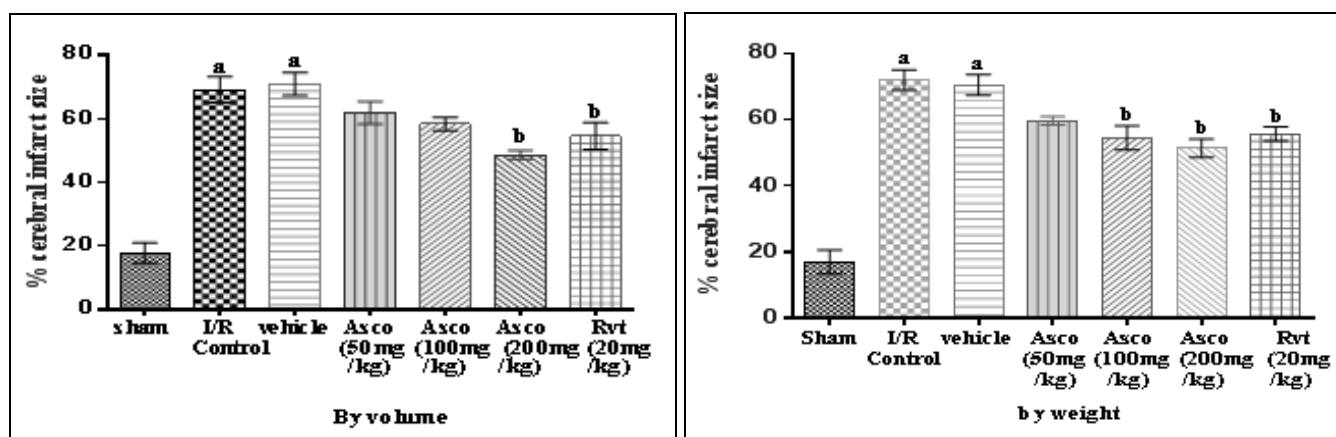 80
60
40
20
0
% cerebral infarct size
a
a
b
b
sham I/R vehicle Asco Asco Asco Rvt
Control (50mg (100mg (200mg (20mg
/kg) /kg) /kg) /kg)
By volume
80
60
40
20
0
% cerebral infarct size
a
a
b
b
b
Sham I/R vehicle Asco Asco Asco Rvt
Control (50mg (100mg (200mg (20mg
/kg) /kg) /kg) /kg)
by weight